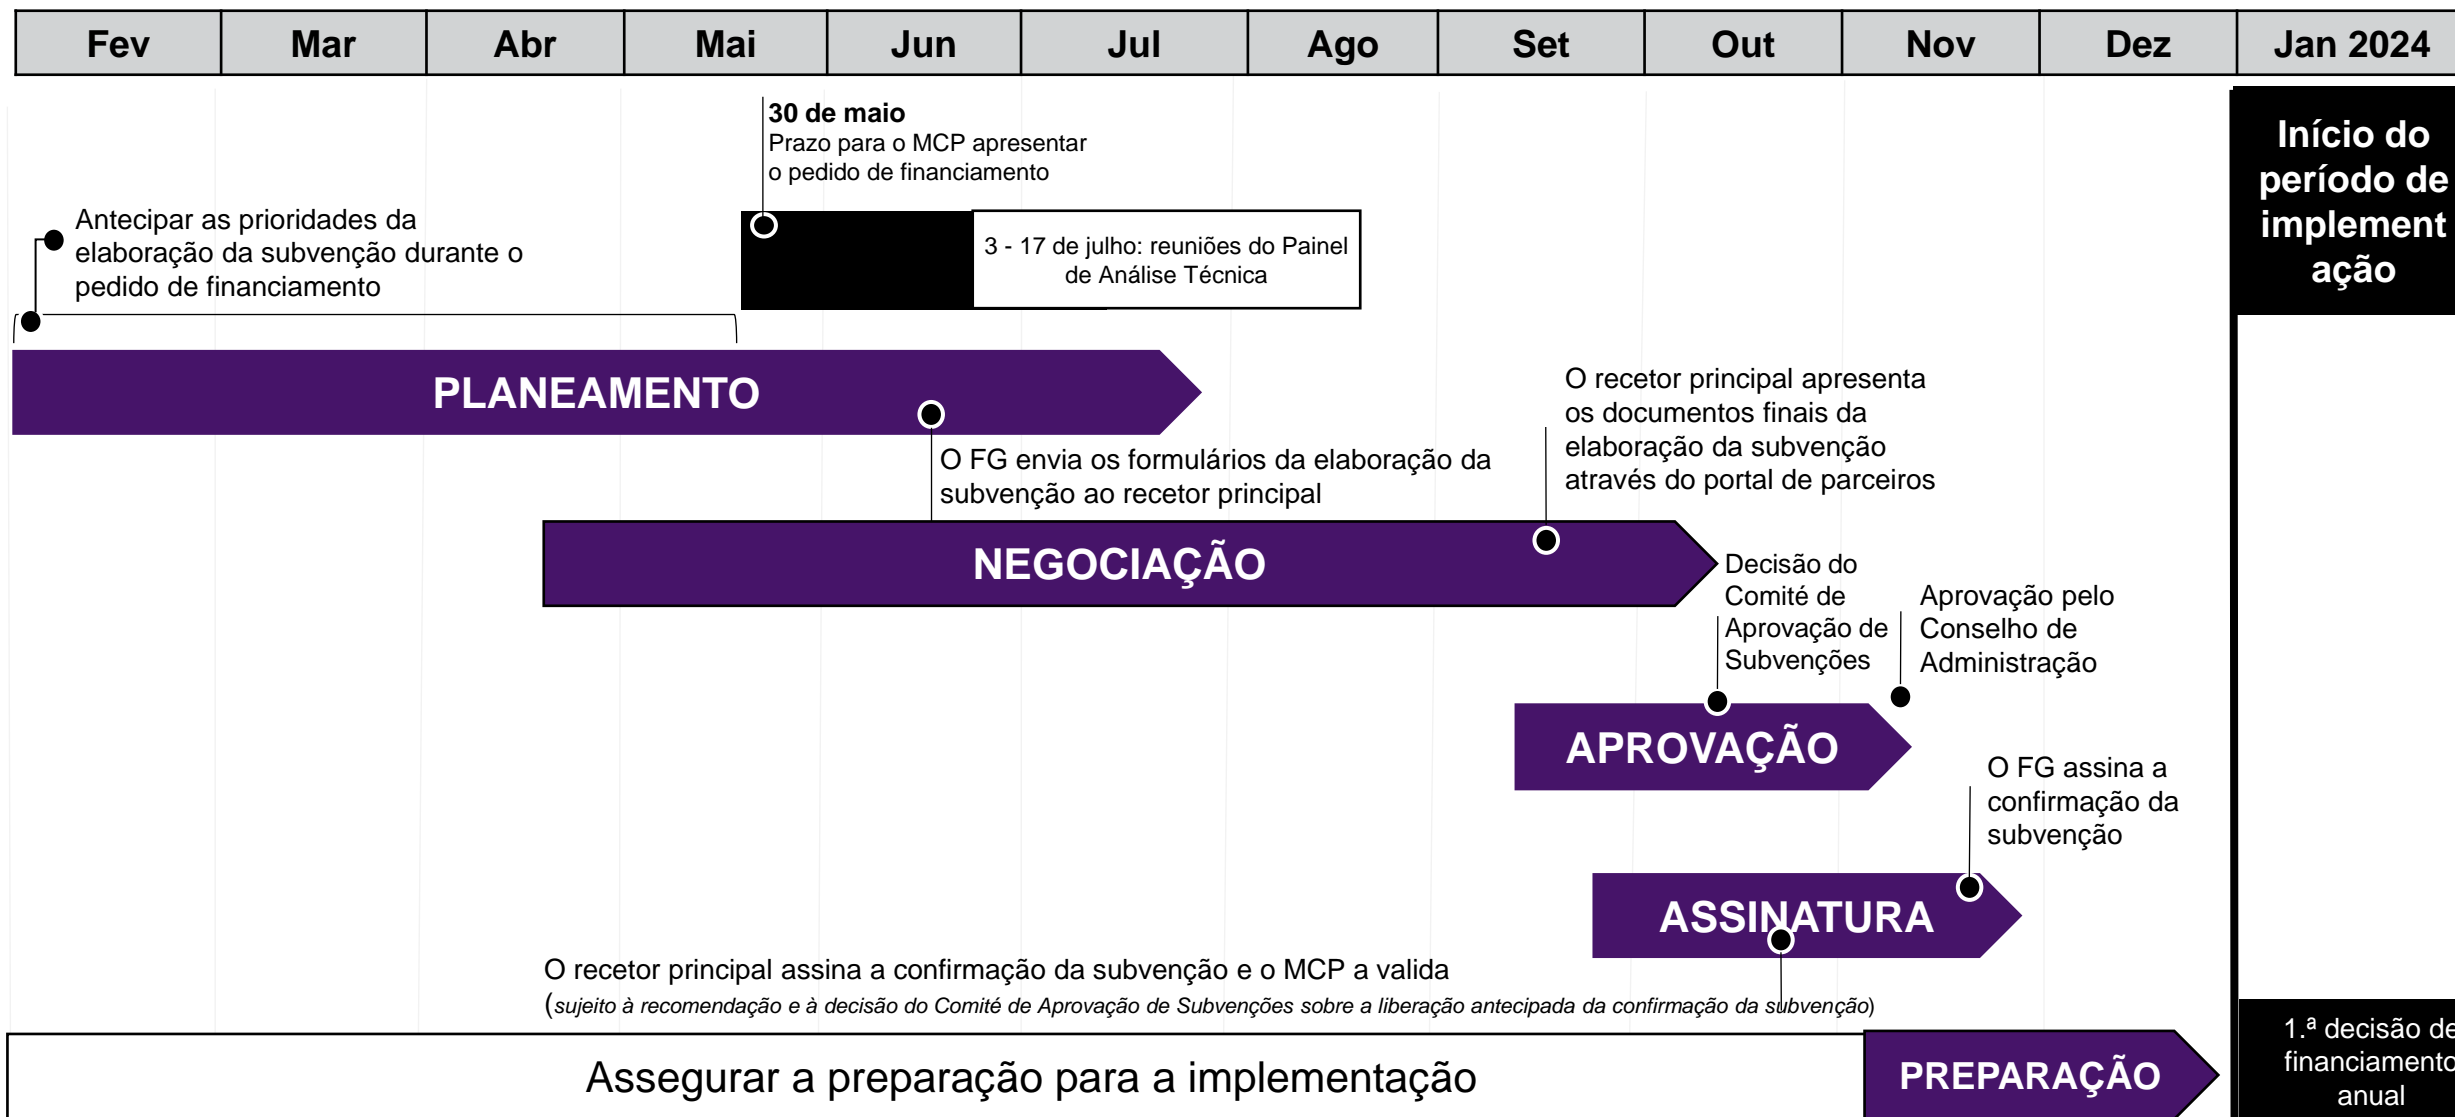 Fev
Mar
Abr
Mai
Jun
Jul
Ago
Set
Out
Nov
Dez
Jan 2024
30 de maio
Prazo para o MCP apresentar
o pedido de financiamento
Início do
período de
implement
ação
Antecipar as prioridades da
elaboração da subvenção durante o
pedido de financiamento
3 - 17 de julho: reuniões do Painel
de Análise Técnica
PLANEAMENTO
O recetor principal apresenta
os documentos finais da
elaboração da subvenção
através do portal de parceiros
O FG envia os formulários da elaboração da
subvenção ao recetor principal
NEGOCIAÇÃO
Decisão do
Comité de
Aprovação de
Subvenções
Aprovação pelo
Conselho de
Administração
APROVAÇÃO
O FG assina a
confirmação da
subvenção
ASSINATURA
O recetor principal assina a confirmação da subvenção e o MCP a valida
(sujeito à recomendação e à decisão do Comité de Aprovação de Subvenções sobre a liberação antecipada da confirmação da subvenção)
Assegurar a preparação para a implementação
PREPARAÇÃO
1.ª decisão de
financiamento
anual